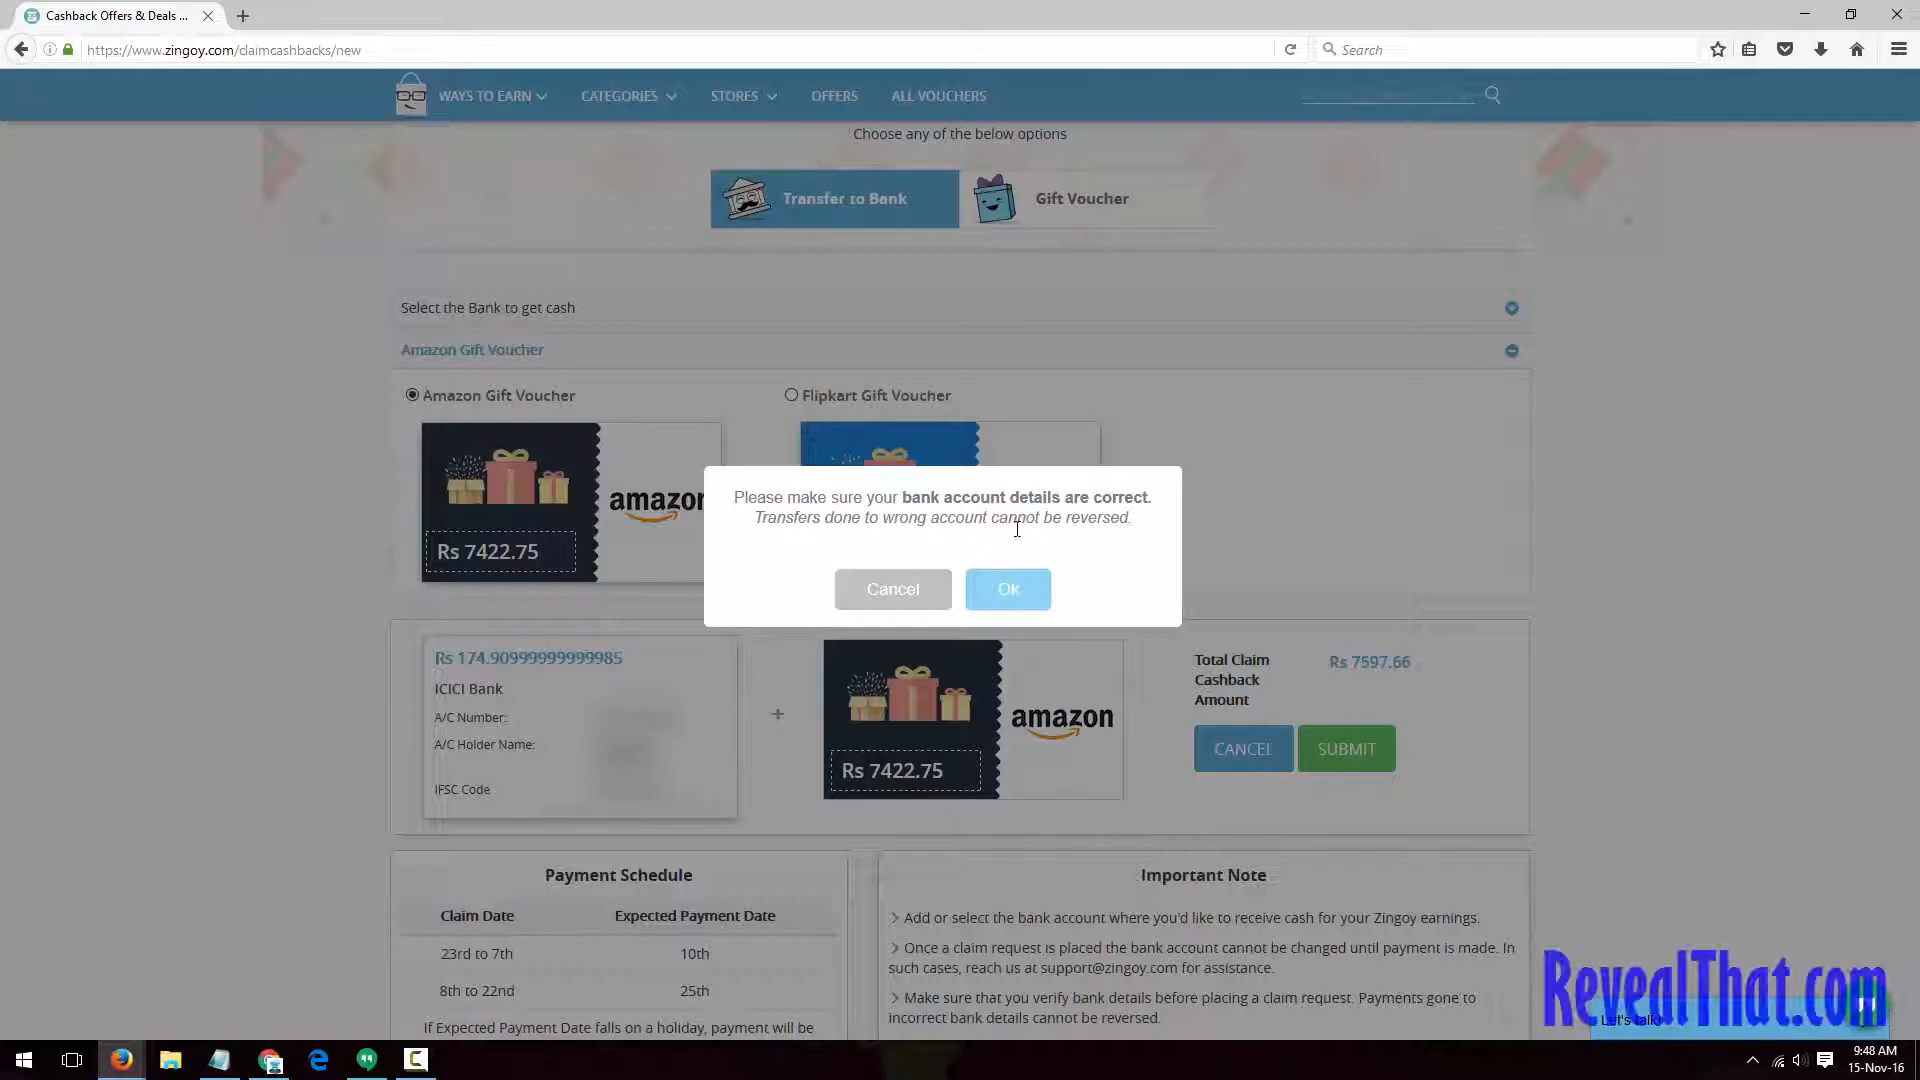 Cashback Offers & Deals ...
https://www.zingoy.com/claimcashbacks/new
Search
WAYS TO EARN
CATEGORIES
STORES
OFFERS
ALL VOUCHERS
Choose any of the below options
Transfer to Bank
Gift Voucher
Select the Bank to get cash
Amazon Gift Voucher
Amazon Gift Voucher
Flipkart Gift Voucher
amazon
Rs 7422.75
Please make sure your bank account details are correct.
Transfers done to wrong account cannot be reversed.
Cancel
Ok
Rs 174.90999999999985
ICICI Bank
A/C Number:
A/C Holder Name:
IFSC Code
+
amazon
Rs 7422.75
Total Claim
Cashback
Amount
Rs 7597.66
CANCEL
SUBMIT
Payment Schedule
Claim Date
Expected Payment Date
23rd to 7th
10th
8th to 22nd
25th
If Expected Payment Date falls on a holiday, payment will be
Important Note
> Add or select the bank account where you'd like to receive cash for your Zingoy earnings.
> Once a claim request is placed the bank account cannot be changed until payment is made. In
such cases, reach us at support@zingoy.com for assistance.
> Make sure that you verify bank details before placing a claim request. Payments gone to
incorrect bank details cannot be reversed.
RevealThat.com
Let's talk!
9:48 AM
15-Nov-16